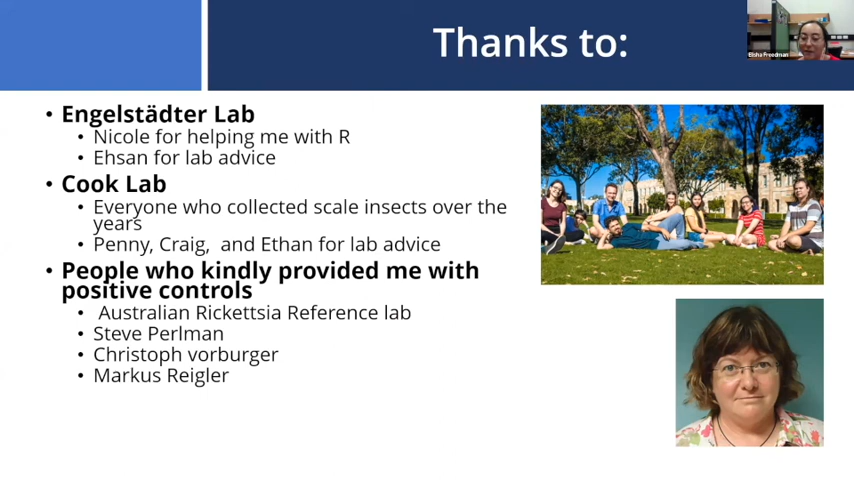 Thanks to:
Elsha Freedman
• Engelstädter Lab
• Nicole for helping me with R
• Ehsan for lab advice
• Cook Lab
• Everyone who collected scale insects over the
years
• Penny, Craig, and Ethan for lab advice
• People who kindly provided me with
positive controls
• Australian Rickettsia Reference lab
• Steve Perlman
• Christoph vorburger
• Markus Reigler